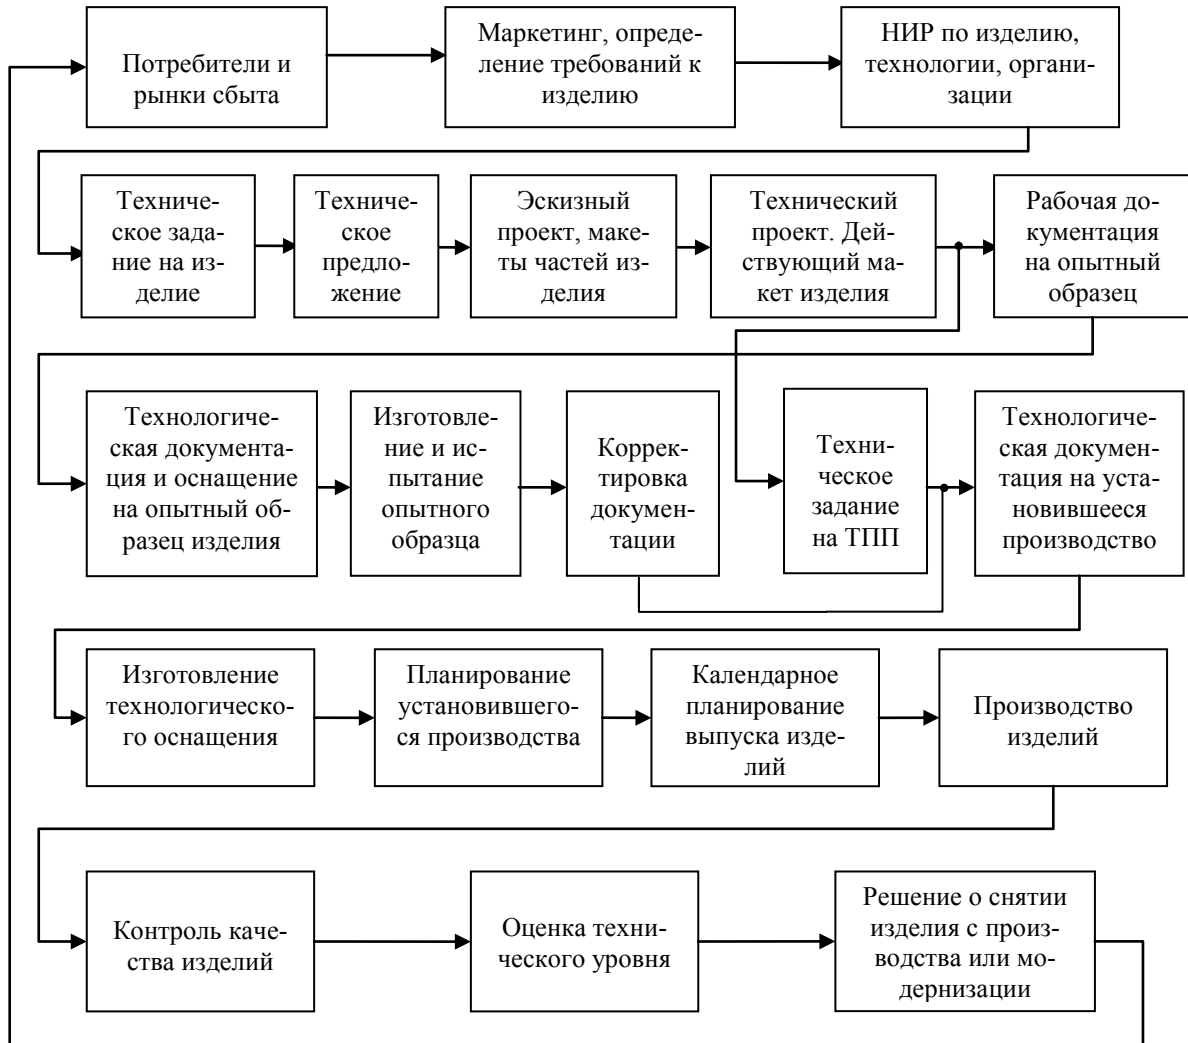 Потребители и
рынки сбыта
Маркетинг, опреде-
ление требований к
изделию
НИР по изделию,
технологии, органи-
зации
Техниче-
ское зада-
ние на из-
делие
Техниче-
ское
предло-
жение
Эскизный
проект, маке-
ты частей из-
делия
Технический
проект. Дей-
ствующий ма-
кет изделия
Рабочая до-
кументация
на опытный
образец
Технологиче-
ская документа-
ция и оснащение
на опытный об-
разец изделия
Изготовле-
ние и ис-
пытание
опытного
образца
Коррек-
тировка
докумен-
тации
Техни-
ческое
задание
на ТПП
Технологиче-
ская докумен-
тация на уста-
новившееся
производство
Изготовление
технологическо-
го оснащения
Планирование
установившего-
ся производства
Календарное
планирование
выпуска изде-
лий
Производство
изделий
Контроль каче-
ства изделий
Оценка техни-
ческого уровня
Решение о снятии
изделия с произ-
водства или мо-
дернизации